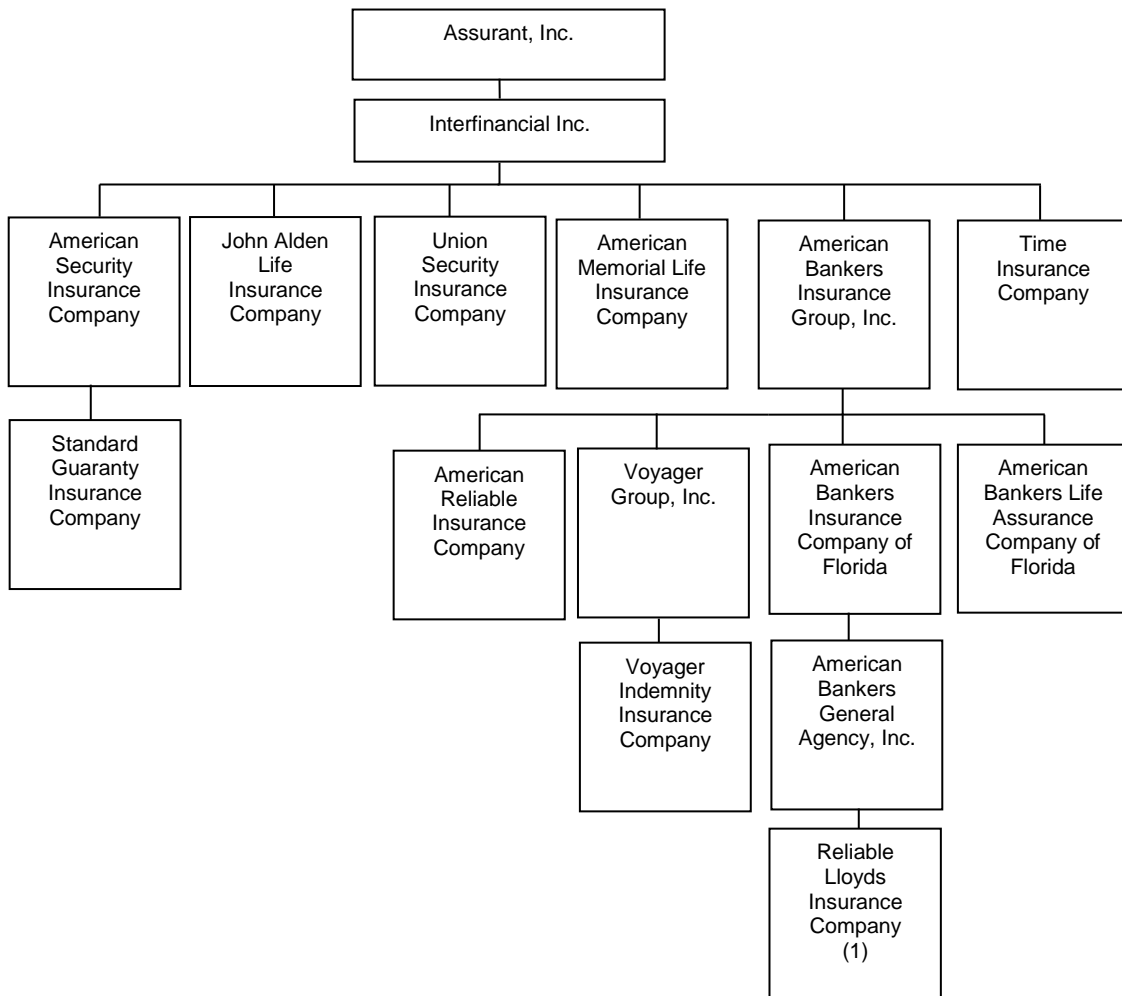 Assurant, Inc.
Interfinancial Inc.
American
Security
Insurance
Company
John Alden
Life
Insurance
Company
Union
Security
Insurance
Company
American
Memorial Life
Insurance
Company
American
Bankers
Insurance
Group, Inc.
Time
Insurance
Company
Standard
Guaranty
Insurance
Company
American
Reliable
Insurance
Company
Voyager
Group, Inc.
American
Bankers
Insurance
Company of
Florida
American
Bankers Life
Assurance
Company of
Florida
Voyager
Indemnity
Insurance
Company
American
Bankers
General
Agency, Inc.
Reliable
Lloyds
Insurance
Company
(1)